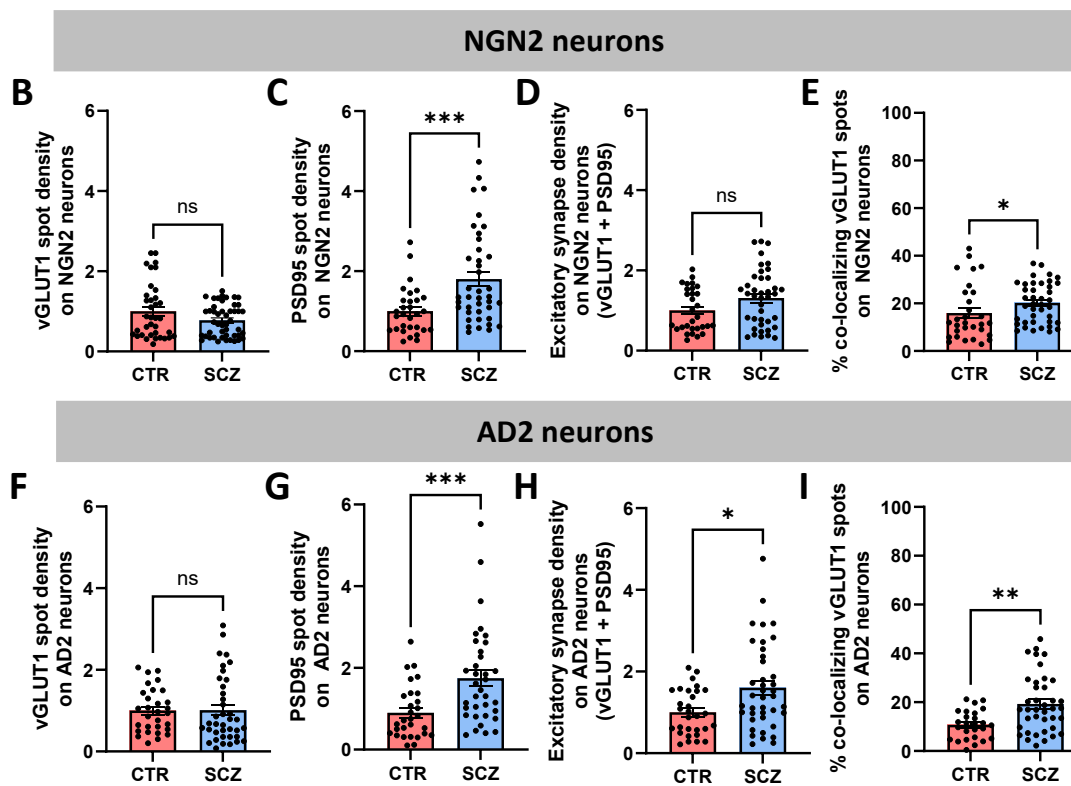 NGN2 neurons
B
vGLUT1 spot density
on NGN2 neurons
6
4
2
0
ns
CTR
SCZ
C
PSD95 spot density
on NGN2 neurons
6
4
2
0
***
CTR
SCZ
D
Excitatory synapse density
on NGN2 neurons
(vGLUT1 + PSD95)
6
4
2
0
ns
CTR
SCZ
E
% co-localizing vGLUT1 spots
on NGN2 neurons
100
80
60
40
20
0
*
CTR
SCZ
AD2 neurons
F
vGLUT1 spot density
on AD2 neurons
6
4
2
0
ns
CTR
SCZ
G
PSD95 spot density
on AD2 neurons
6
4
2
0
***
CTR
SCZ
H
Excitatory synapse density
on AD2 neurons
(vGLUT1 + PSD95)
6
4
2
0
*
CTR
SCZ
I
% co-localizing vGLUT1 spots
on AD2 neurons
100
80
60
40
20
0
**
CTR
SCZ